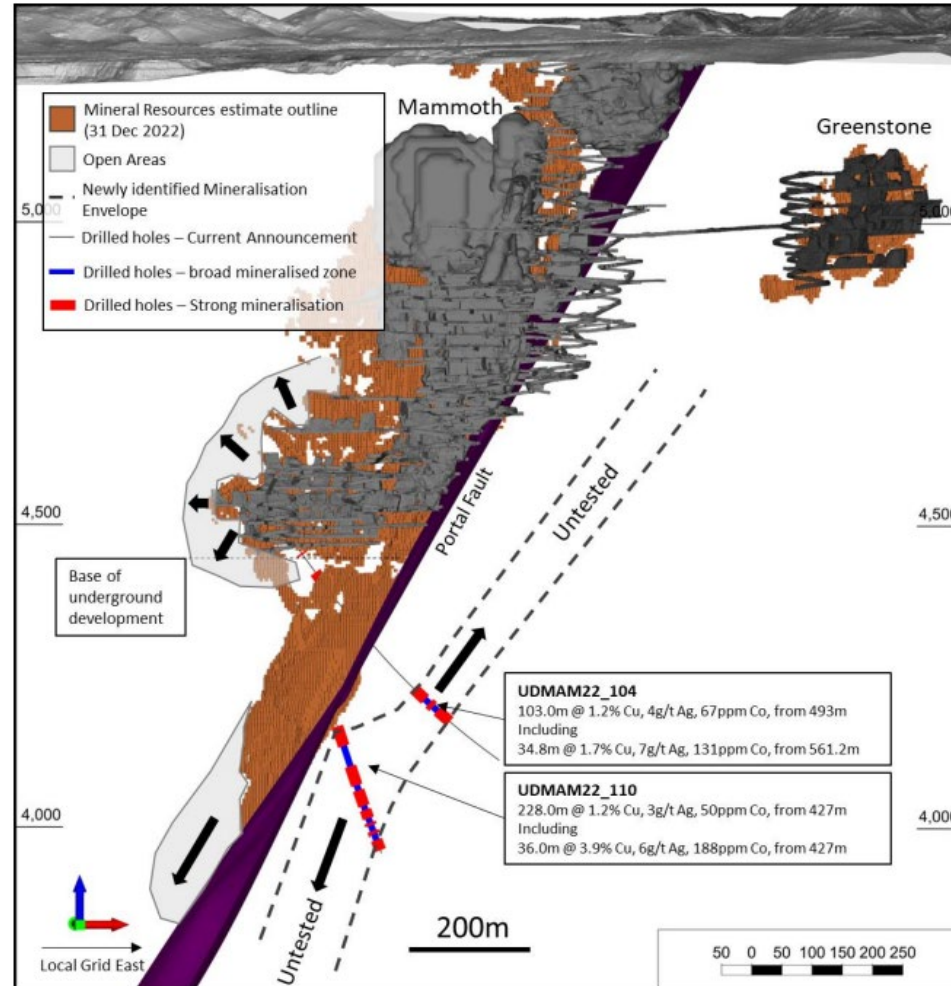 Mammoth
Greenstone
Mineral Resources estimate outline
(31 Dec 2022)
Open Areas
Newly identified Mineralisation
Envelope
Drilled holes – Current Announcement
Drilled holes – broad mineralised zone
Drilled holes – Strong mineralisation
5,000
5,000
Portal Fault
Untested
4,500
4,500
Base of
underground
development
UDMAM22_104
103.0m @ 1.2% Cu, 4g/t Ag, 67ppm Co, from 493m
Including
34.8m @ 1.7% Cu, 7g/t Ag, 131ppm Co, from 561.2m
UDMAM22_110
228.0m @ 1.2% Cu, 3g/t Ag, 50ppm Co, from 427m
Including
36.0m @ 3.9% Cu, 6g/t Ag, 188ppm Co, from 427m
4,000
4,000
Untested
200m
Local Grid East
50 0 50 100 150 200 250